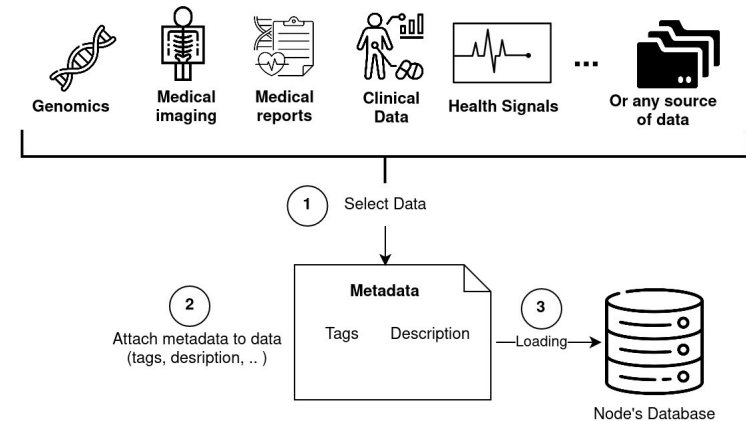 Genomics
Medical
imaging
Medical
reports
Clinical
Data
Health Signals
...
Or any source
of data
1
Select Data
2
Attach metadata to data
(tags, desription, .. )
Metadata
Tags Description
3
Loading
Node's Database